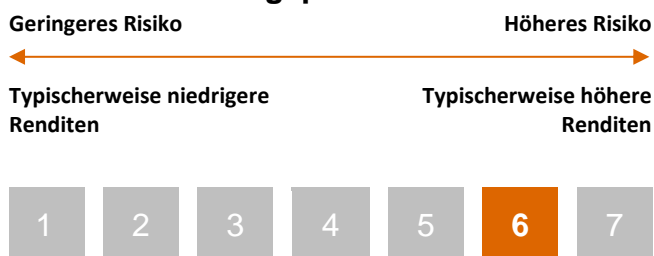 Geringeres Risiko Höheres Risiko
Typischerweise niedrigere Typischerweise höhere
Renditen Renditen
1 2 3 4 5 6 7